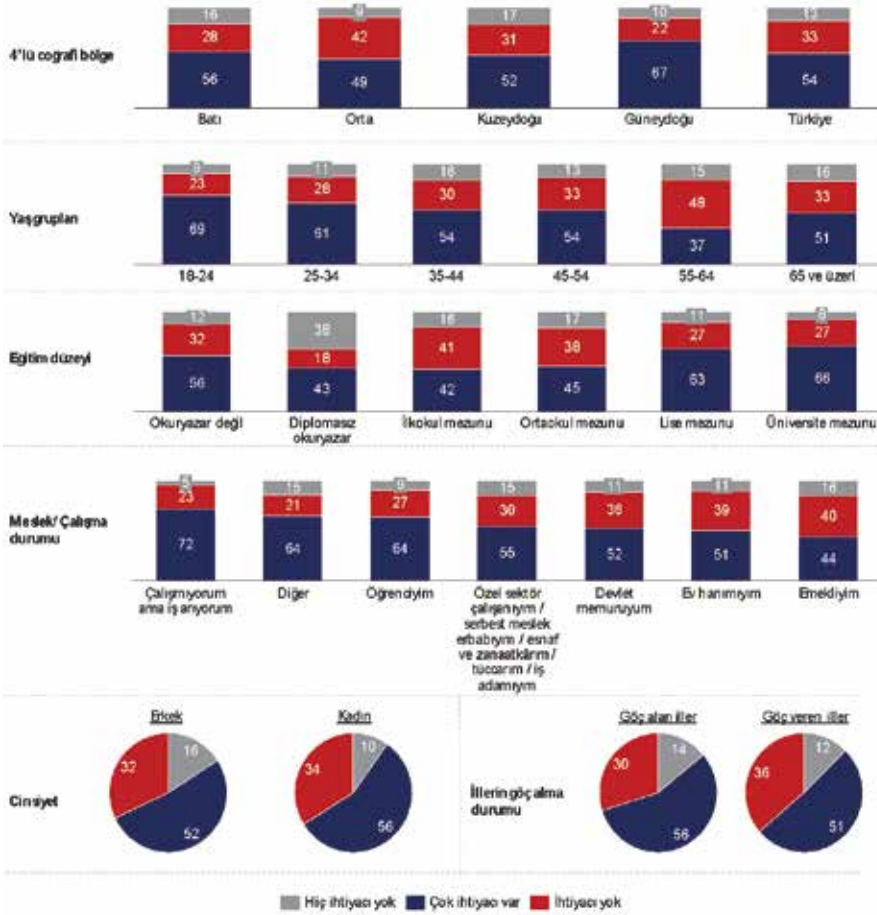 16 9 17 10 13
28 42 31 22 33
4'lü coğrafi bölge
56 49 52 67 54
Batı Orta Kuzeydoğu Güneydoğu Türkiye
11 16 13 15 16
23 28 30 33 48 33
Yaş grupları
69 61 54 54 37 51
18-24 25-34 35-44 45-54 55-64 65 ve üzeri
12 38 16 17 11 8
32 18 41 38 27 27
Eğitim düzeyi
56 43 42 45 63 66
Okuryazar değil Diplomasız okuryazar İlkokul mezunu Ortaokul mezunu Lise mezunu Üniversite mezunu
5 15 9 15 11 11 16
23 21 27 30 36 39 40
Meslek/ Çalışma
durumu
72 64 64 55 52 51 44
Çalışmıyorum
ama iş arıyorum
Diğer
Öğrenciyim
Özel sektör
çalışanıyım /
serbest meslek
erbabıyım / esnaf
ve zanaatkârım /
tüccarım / iş
adamıyım
Devlet
memuruyum
Ev hanımıyım
Emekliyim
Cinsiyet
Erkek
16
32
52
Kadın
10
34
56
İllerin göç alma
durumu
Göç alan iller
14
30
56
Göç veren iller
12
36
51
Hiç ihtiyacı yok Çok ihtiyacı var İhtiyacı yok